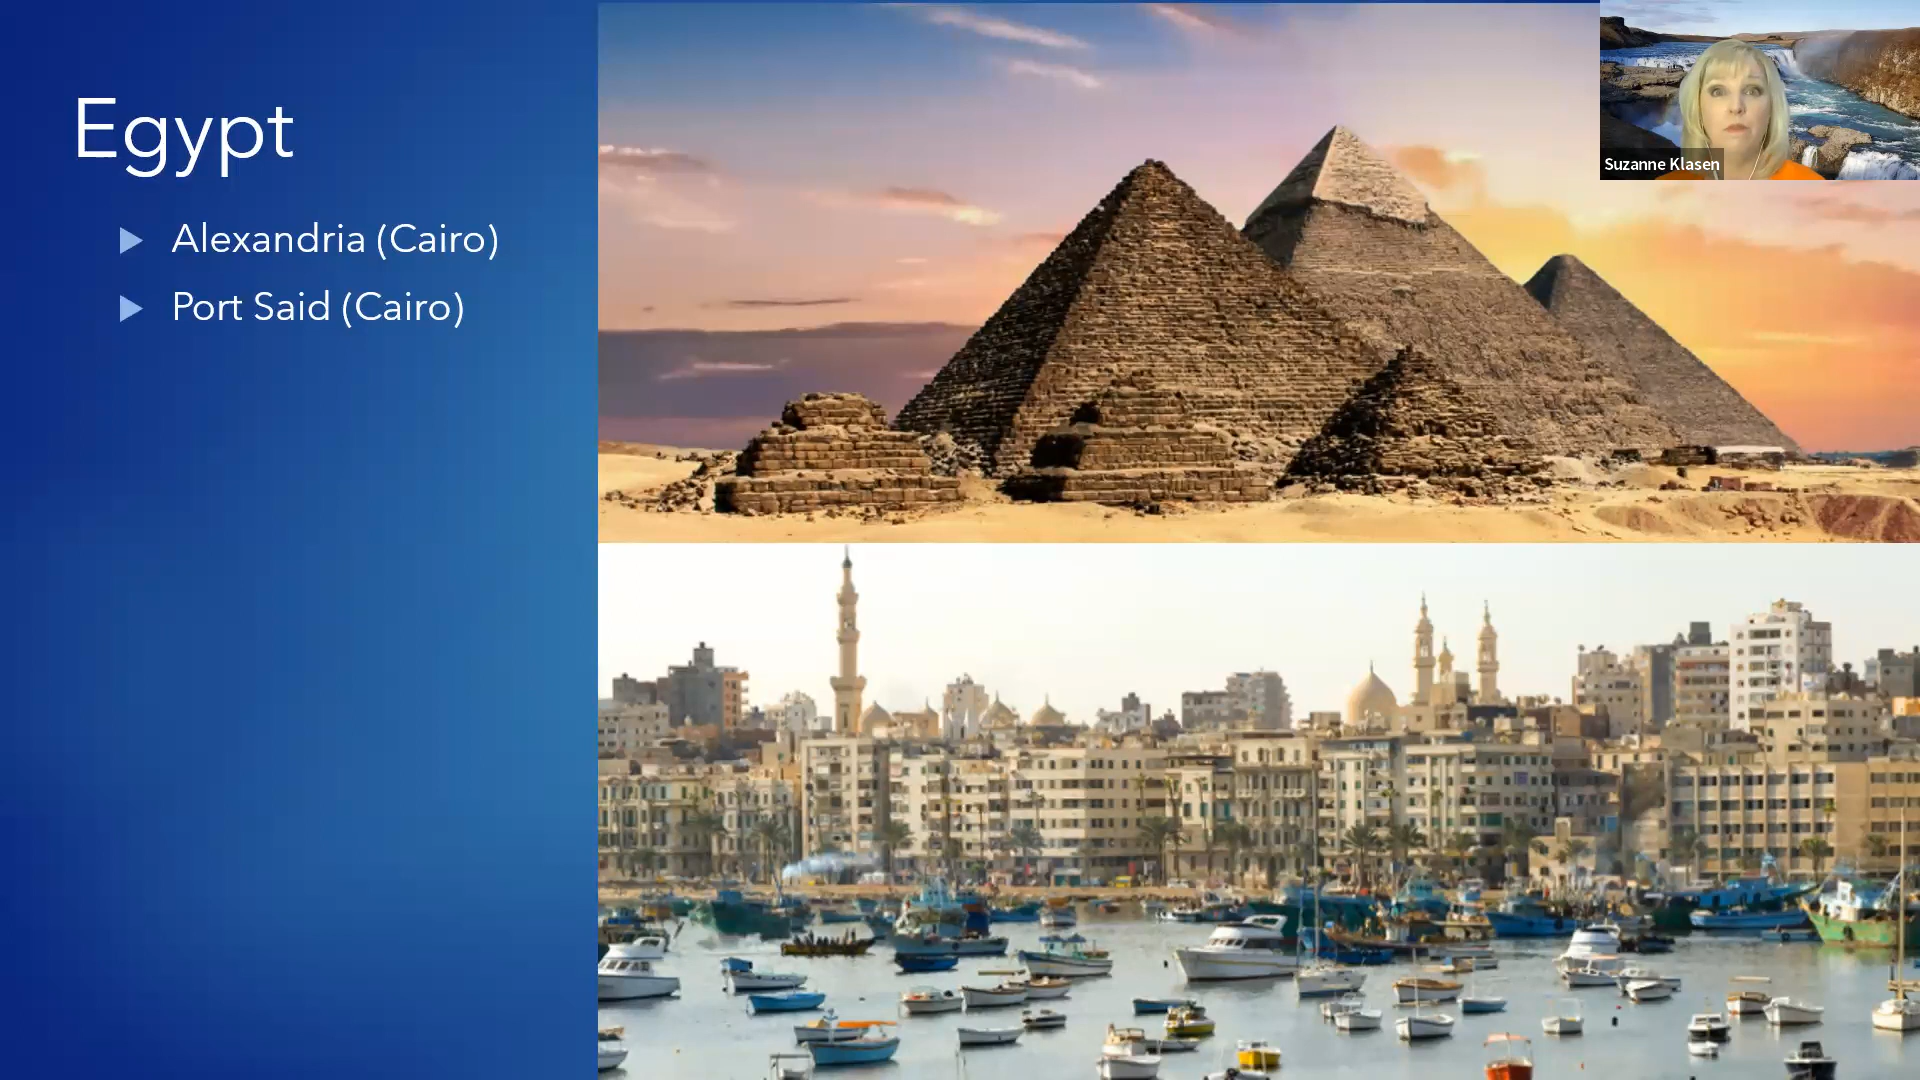 Egypt
Alexandria (Cairo)
Port Said (Cairo)
Suzanne Klasen